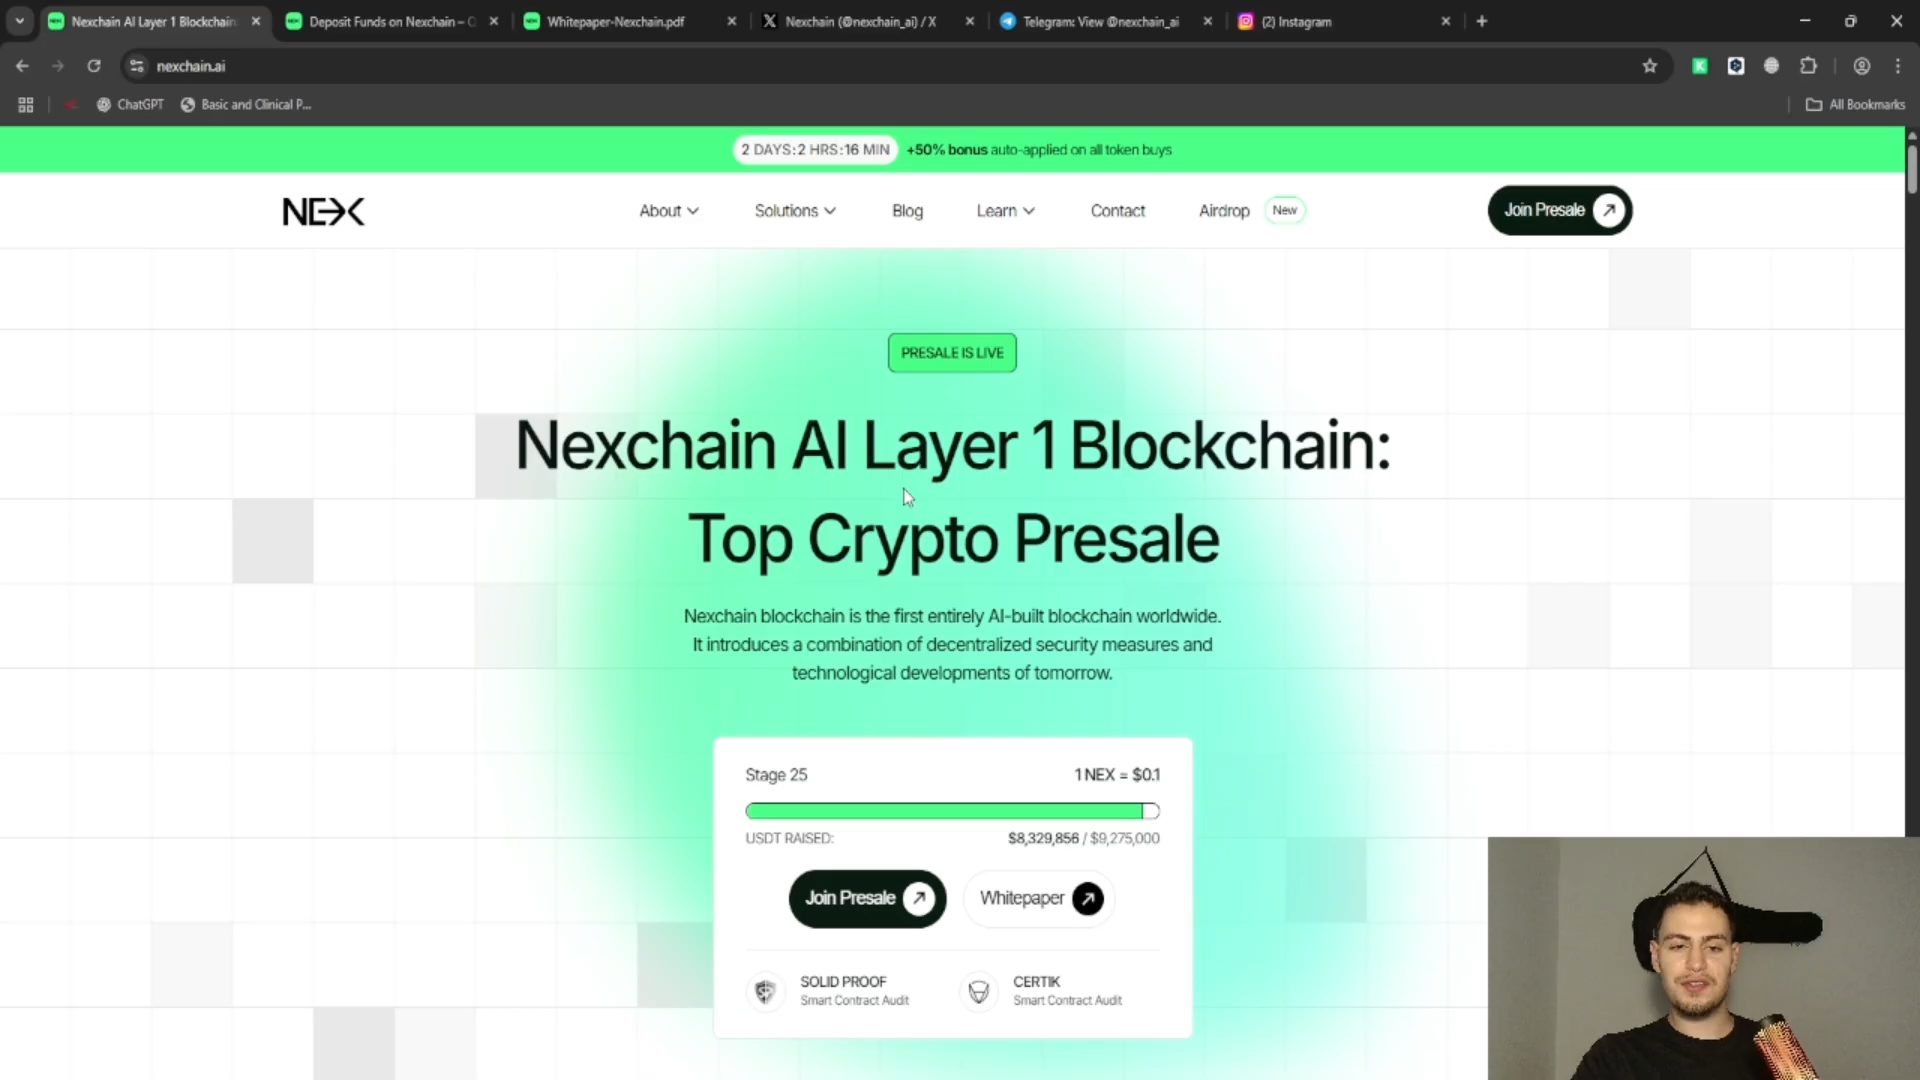 Nexchain AI Layer 1 Blockchain:
Deposit Funds on Nexchain – C
Whitepaper-Nexchain.pdf
Nexchain (@nexchain_ai) / X
Telegram: View @nexchain_ai
(2) Instagram
nexchain.ai
ChatGPT
Basic and Clinical P...
All Bookmarks
2 DAYS:2 HRS:16 MIN +50% bonus auto-applied on all token buys
NEX
About
Solutions
Blog
Learn
Contact
Airdrop
New
Join Presale
PRESALE IS LIVE
Nexchain AI Layer 1 Blockchain:
Top Crypto Presale
Nexchain blockchain is the first entirely AI-built blockchain worldwide.
It introduces a combination of decentralized security measures and
technological developments of tomorrow.
Stage 25
1 NEX = $0.1
USDT RAISED:
$8,329,856 / $9,275,000
Join Presale
Whitepaper
SOLID PROOF
Smart Contract Audit
CERTIK
Smart Contract Audit